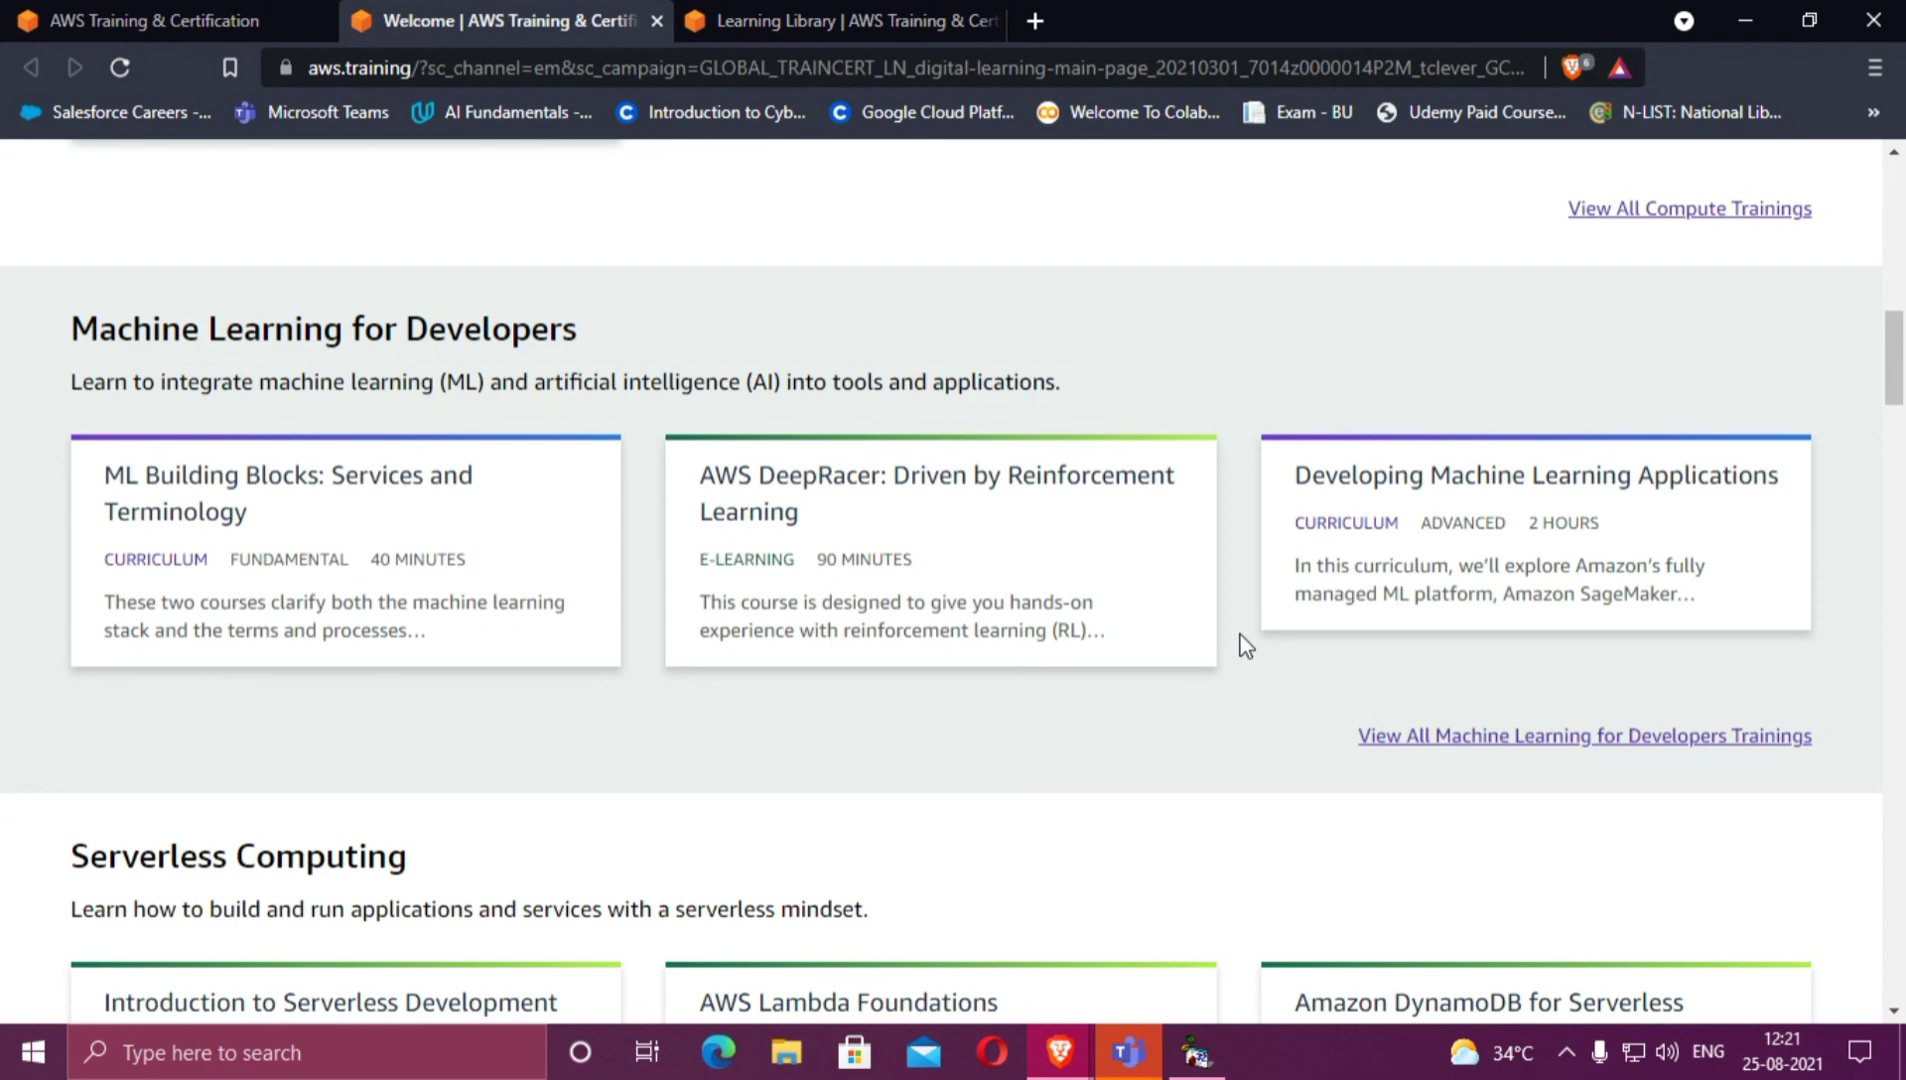 AWS Training & Certification
Welcome | AWS Training & Certifi
Learning Library | AWS Training & Cert
aws.training/?sc_channel=em&sc_campaign=GLOBAL_TRAINCERT_LN_digital-learning-main-page_20210301_7014z0000014P2M_tclever_GC...
6
Salesforce Careers -...
Microsoft Teams
AI Fundamentals -...
Introduction to Cyb...
Google Cloud Platf...
Welcome To Colab...
Exam - BU
Udemy Paid Course...
N-LIST: National Lib...
»
View All Compute Trainings
Machine Learning for Developers
Learn to integrate machine learning (ML) and artificial intelligence (AI) into tools and applications.
ML Building Blocks: Services and
Terminology
CURRICULUM FUNDAMENTAL 40 MINUTES
These two courses clarify both the machine learning
stack and the terms and processes...
AWS DeepRacer: Driven by Reinforcement
Learning
E-LEARNING 90 MINUTES
This course is designed to give you hands-on
experience with reinforcement learning (RL)...
Developing Machine Learning Applications
CURRICULUM ADVANCED 2 HOURS
In this curriculum, we'll explore Amazon's fully
managed ML platform, Amazon SageMaker...
View All Machine Learning for Developers Trainings
Serverless Computing
Learn how to build and run applications and services with a serverless mindset.
Introduction to Serverless Development
AWS Lambda Foundations
Amazon DynamoDB for Serverless
Type here to search
34°C
ENG
12:21
25-08-2021